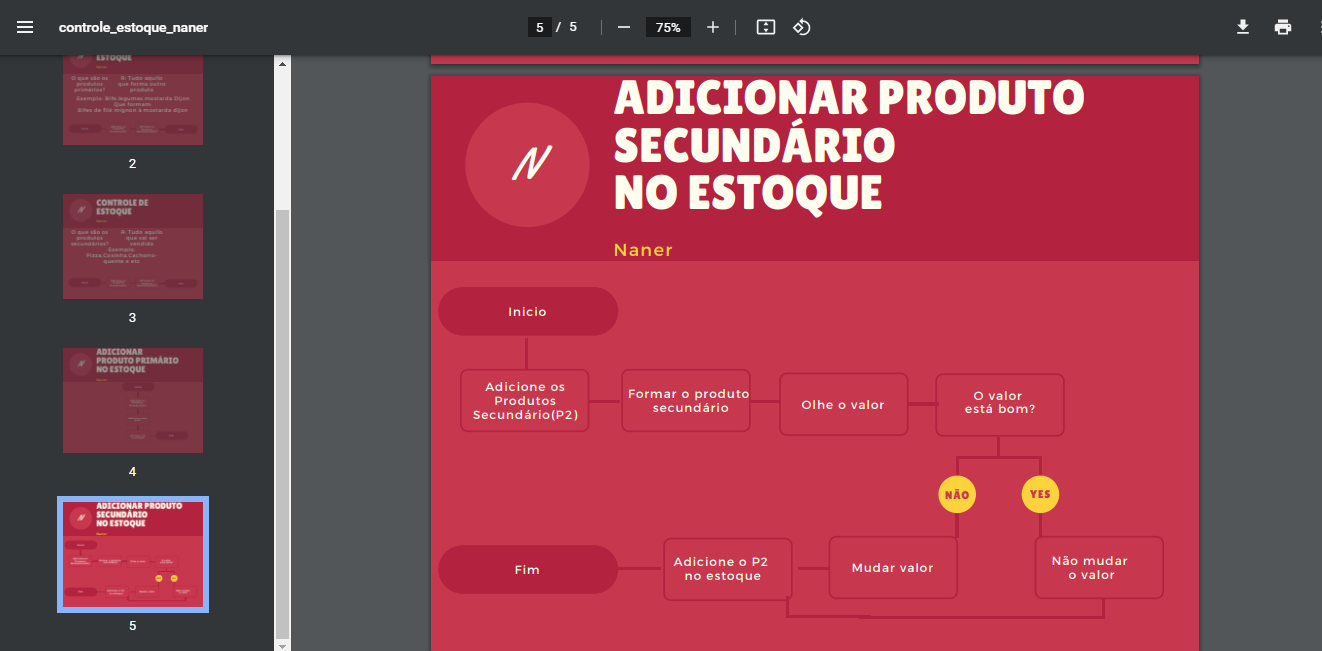 controle_estoque_naner
5 / 5
75%
ESTOQUE
O que são os
produtos
primários?
R: Tudo aquilo
que forma outro
produto
Exemplo: Bife legumes,mostarda Dijon
Que formam:
Bifes de filé mignon á mostarda dijon
2
CONTROLE DE
ESTOQUE
O que são os
produtos
secundários?
R: Tudo aquilo
que vai ser
vendido
Exemplo:
Pizza,Coxinha,Cachorro-
quente e etc
3
ADICIONAR
PRODUTO PRIMÁRIO
NO ESTOQUE
4
ADICIONAR PRODUTO
SECUNDÁRIO
NO ESTOQUE
5
ADICIONAR PRODUTO
SECUNDÁRIO
NO ESTOQUE
N
Naner
Inicio
Adicione os
Produtos
Secundário(P2)
Formar o produto
secundário
Olhe o valor
O valor
está bom?
NÃO
YES
Fim
Adicione o P2
no estoque
Mudar valor
Não mudar
o valor